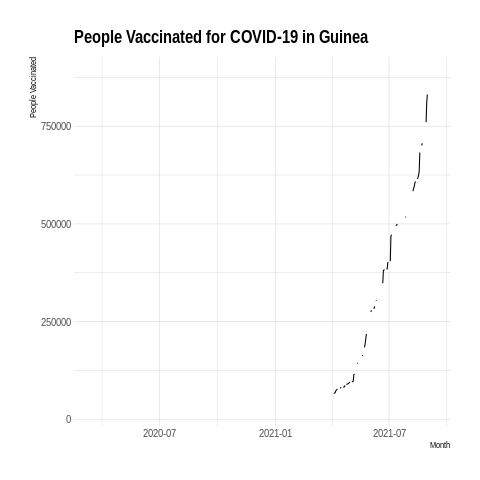 People Vaccinated for COVID-19 in Guinea
People Vaccinated
750000
500000
250000
0
2020-07
2021-01
2021-07
Month